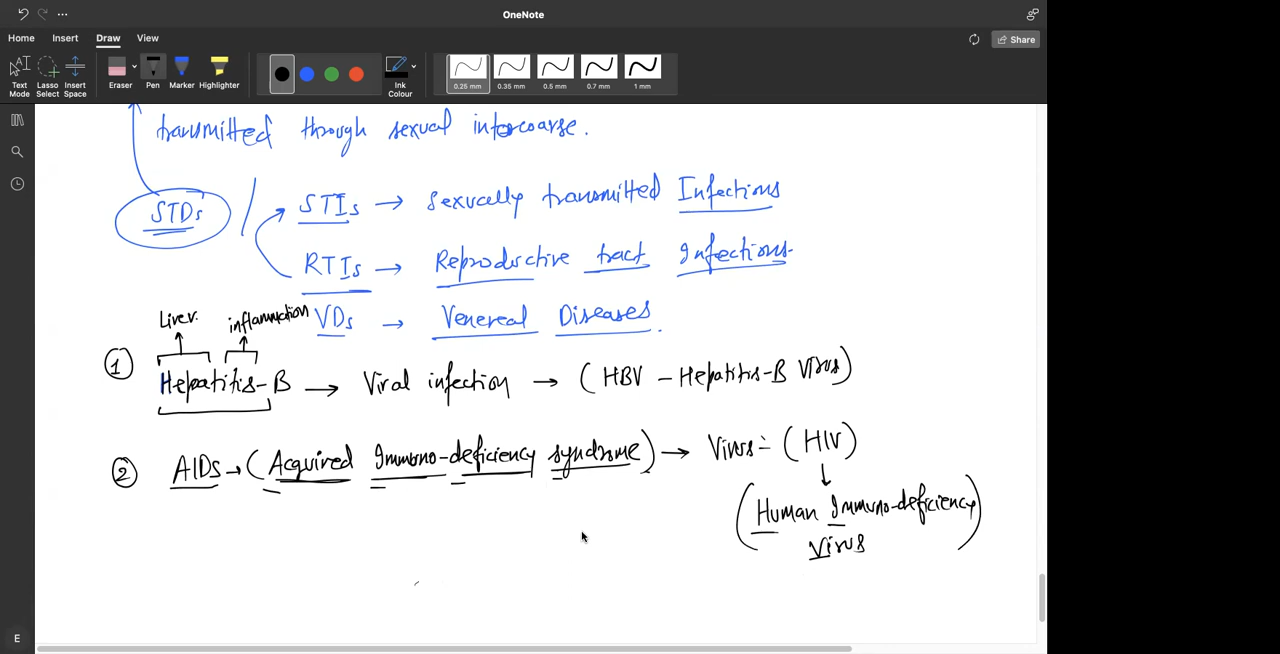 OneNote
Home Insert Draw View
Share
Text Mode Lasso Select Insert Space Eraser Pen Marker Highlighter 0.25 mm 0.35 mm 0.5 mm 0.7 mm 1 mm Ink Colour
transmitted through sexual intercoarse.
STDs / STIs → Sexually transmitted Infections
RTIs → Reproductive tract Infections
VDs → Venereal Diseases.
Liver. inflammation
① Hepatitis-B → Viral infection → (HBV - Hepatitis-B Virus)
② AIDs → (Acquired Immuno-deficiency syndrome) → Virus = (HIV)
↓
(Human Immuno-deficiency
Virus)
E